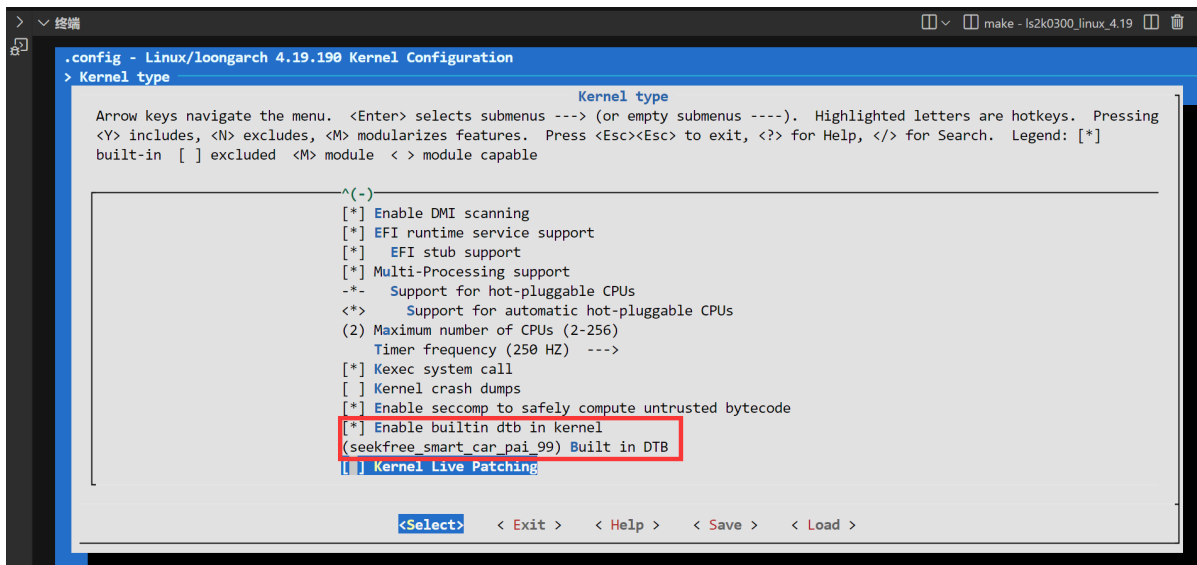 终端
make - ls2k0300_linux_4.19
.config - Linux/loongarch 4.19.190 Kernel Configuration
> Kernel type
Kernel type
Arrow keys navigate the menu.  <Enter> selects submenus ---> (or empty submenus ----).  Highlighted letters are hotkeys.  Pressing
<Y> includes, <N> excludes, <M> modularizes features.  Press <Esc><Esc> to exit, <?> for Help, </> for Search.  Legend: [*]
built-in  [ ] excluded  <M> module  < > module capable
^(-)
[*] Enable DMI scanning
[*] EFI runtime service support
[*]   EFI stub support
[*] Multi-Processing support
-*-   Support for hot-pluggable CPUs
<*>     Support for automatic hot-pluggable CPUs
(2) Maximum number of CPUs (2-256)
Timer frequency (250 HZ)  --->
[*] Kexec system call
[ ] Kernel crash dumps
[*] Enable seccomp to safely compute untrusted bytecode
[*] Enable builtin dtb in kernel
(seekfree_smart_car_pai_99) Built in DTB
[ ] Kernel Live Patching
<Select>    < Exit >    < Help >    < Save >    < Load >